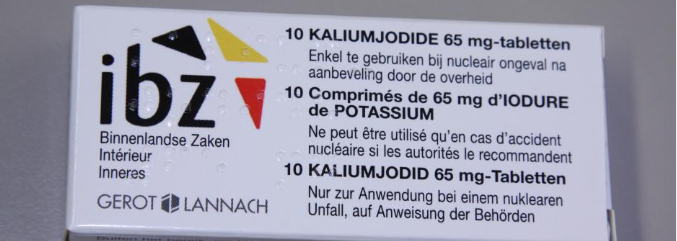 ibz
Binnenlandse Zaken
Intérieur
Inneres
GEROT LANNACH
10 KALIUMJODIDE 65 mg-tabletten
Enkel te gebruiken bij nucleair ongeval na
aanbeveling door de overheid
10 Comprimés de 65 mg d'IODURE
de POTASSIUM
Ne peut être utilisé qu'en cas d'accident
nucléaire si les autorités le recommandent
10 KALIUMJODID 65 mg-Tabletten
Nur zur Anwendung bei einem nuklearen
Unfall, auf Anweisung der Behörden